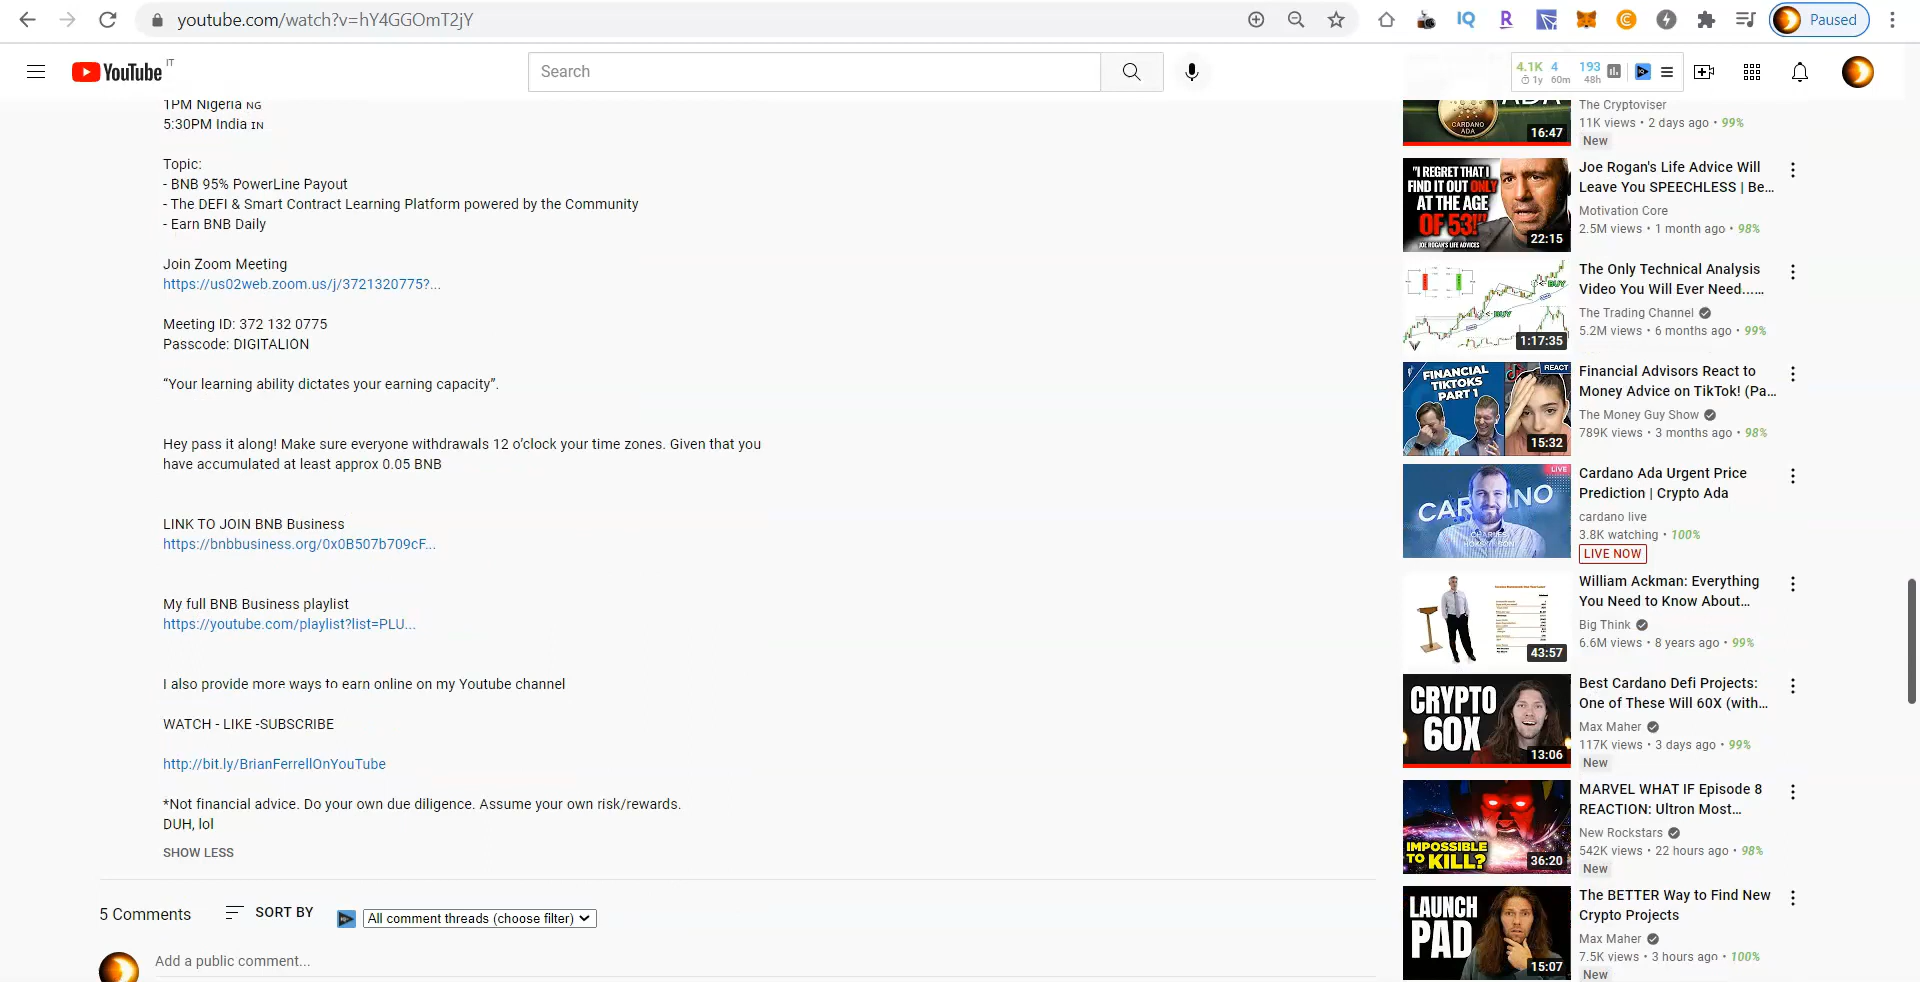 youtube.com/watch?v=hY4GGOmT2jY
Paused
YouTube IT
Search
4.1K 4 193
1y 60m 48h
1PM Nigeria NG
5:30PM India IN
Topic:
- BNB 95% PowerLine Payout
- The DEFI & Smart Contract Learning Platform powered by the Community
- Earn BNB Daily
Join Zoom Meeting
https://us02web.zoom.us/j/3721320775?...
Meeting ID: 372 132 0775
Passcode: DIGITALION
“Your learning ability dictates your earning capacity”.
Hey pass it along! Make sure everyone withdrawals 12 o’clock your time zones. Given that you
have accumulated at least approx 0.05 BNB
LINK TO JOIN BNB Business
https://bnbbusiness.org/0x0B507b709cF...
My full BNB Business playlist
https://youtube.com/playlist?list=PLU...
I also provide more ways to earn online on my Youtube channel
WATCH - LIKE -SUBSCRIBE
http://bit.ly/BrianFerrellOnYouTube
*Not financial advice. Do your own due diligence. Assume your own risk/rewards.
DUH, lol
SHOW LESS
5 Comments
SORT BY
All comment threads (choose filter)
Add a public comment...
ADA
CARDANO
ADA
16:47
The Cryptoviser
11K views • 2 days ago • 99%
New
"I REGRET THAT I
FIND IT OUT ONLY
AT THE AGE
OF 53!"
JOE ROGAN'S LIFE ADVICES
22:15
Joe Rogan's Life Advice Will
Leave You SPEECHLESS | Be...
Motivation Core
2.5M views • 1 month ago • 98%
BUY
BUY
1:17:35
The Only Technical Analysis
Video You Will Ever Need......
The Trading Channel
5.2M views • 6 months ago • 99%
REACT
FINANCIAL
TIKTOKS
PART 1
15:32
Financial Advisors React to
Money Advice on TikTok! (Pa...
The Money Guy Show
789K views • 3 months ago • 98%
LIVE
CARDANO
Cardano Ada Urgent Price
Prediction | Crypto Ada
cardano live
3.8K watching • 100%
LIVE NOW
43:57
William Ackman: Everything
You Need to Know About...
Big Think
6.6M views • 8 years ago • 99%
CRYPTO
60X
13:06
Best Cardano Defi Projects:
One of These Will 60X (with...
Max Maher
117K views • 3 days ago • 99%
New
IMPOSSIBLE
TO KILL?
36:20
MARVEL WHAT IF Episode 8
REACTION: Ultron Most...
New Rockstars
542K views • 22 hours ago • 98%
New
LAUNCH
PAD
15:07
The BETTER Way to Find New
Crypto Projects
Max Maher
7.5K views • 3 hours ago • 100%
New